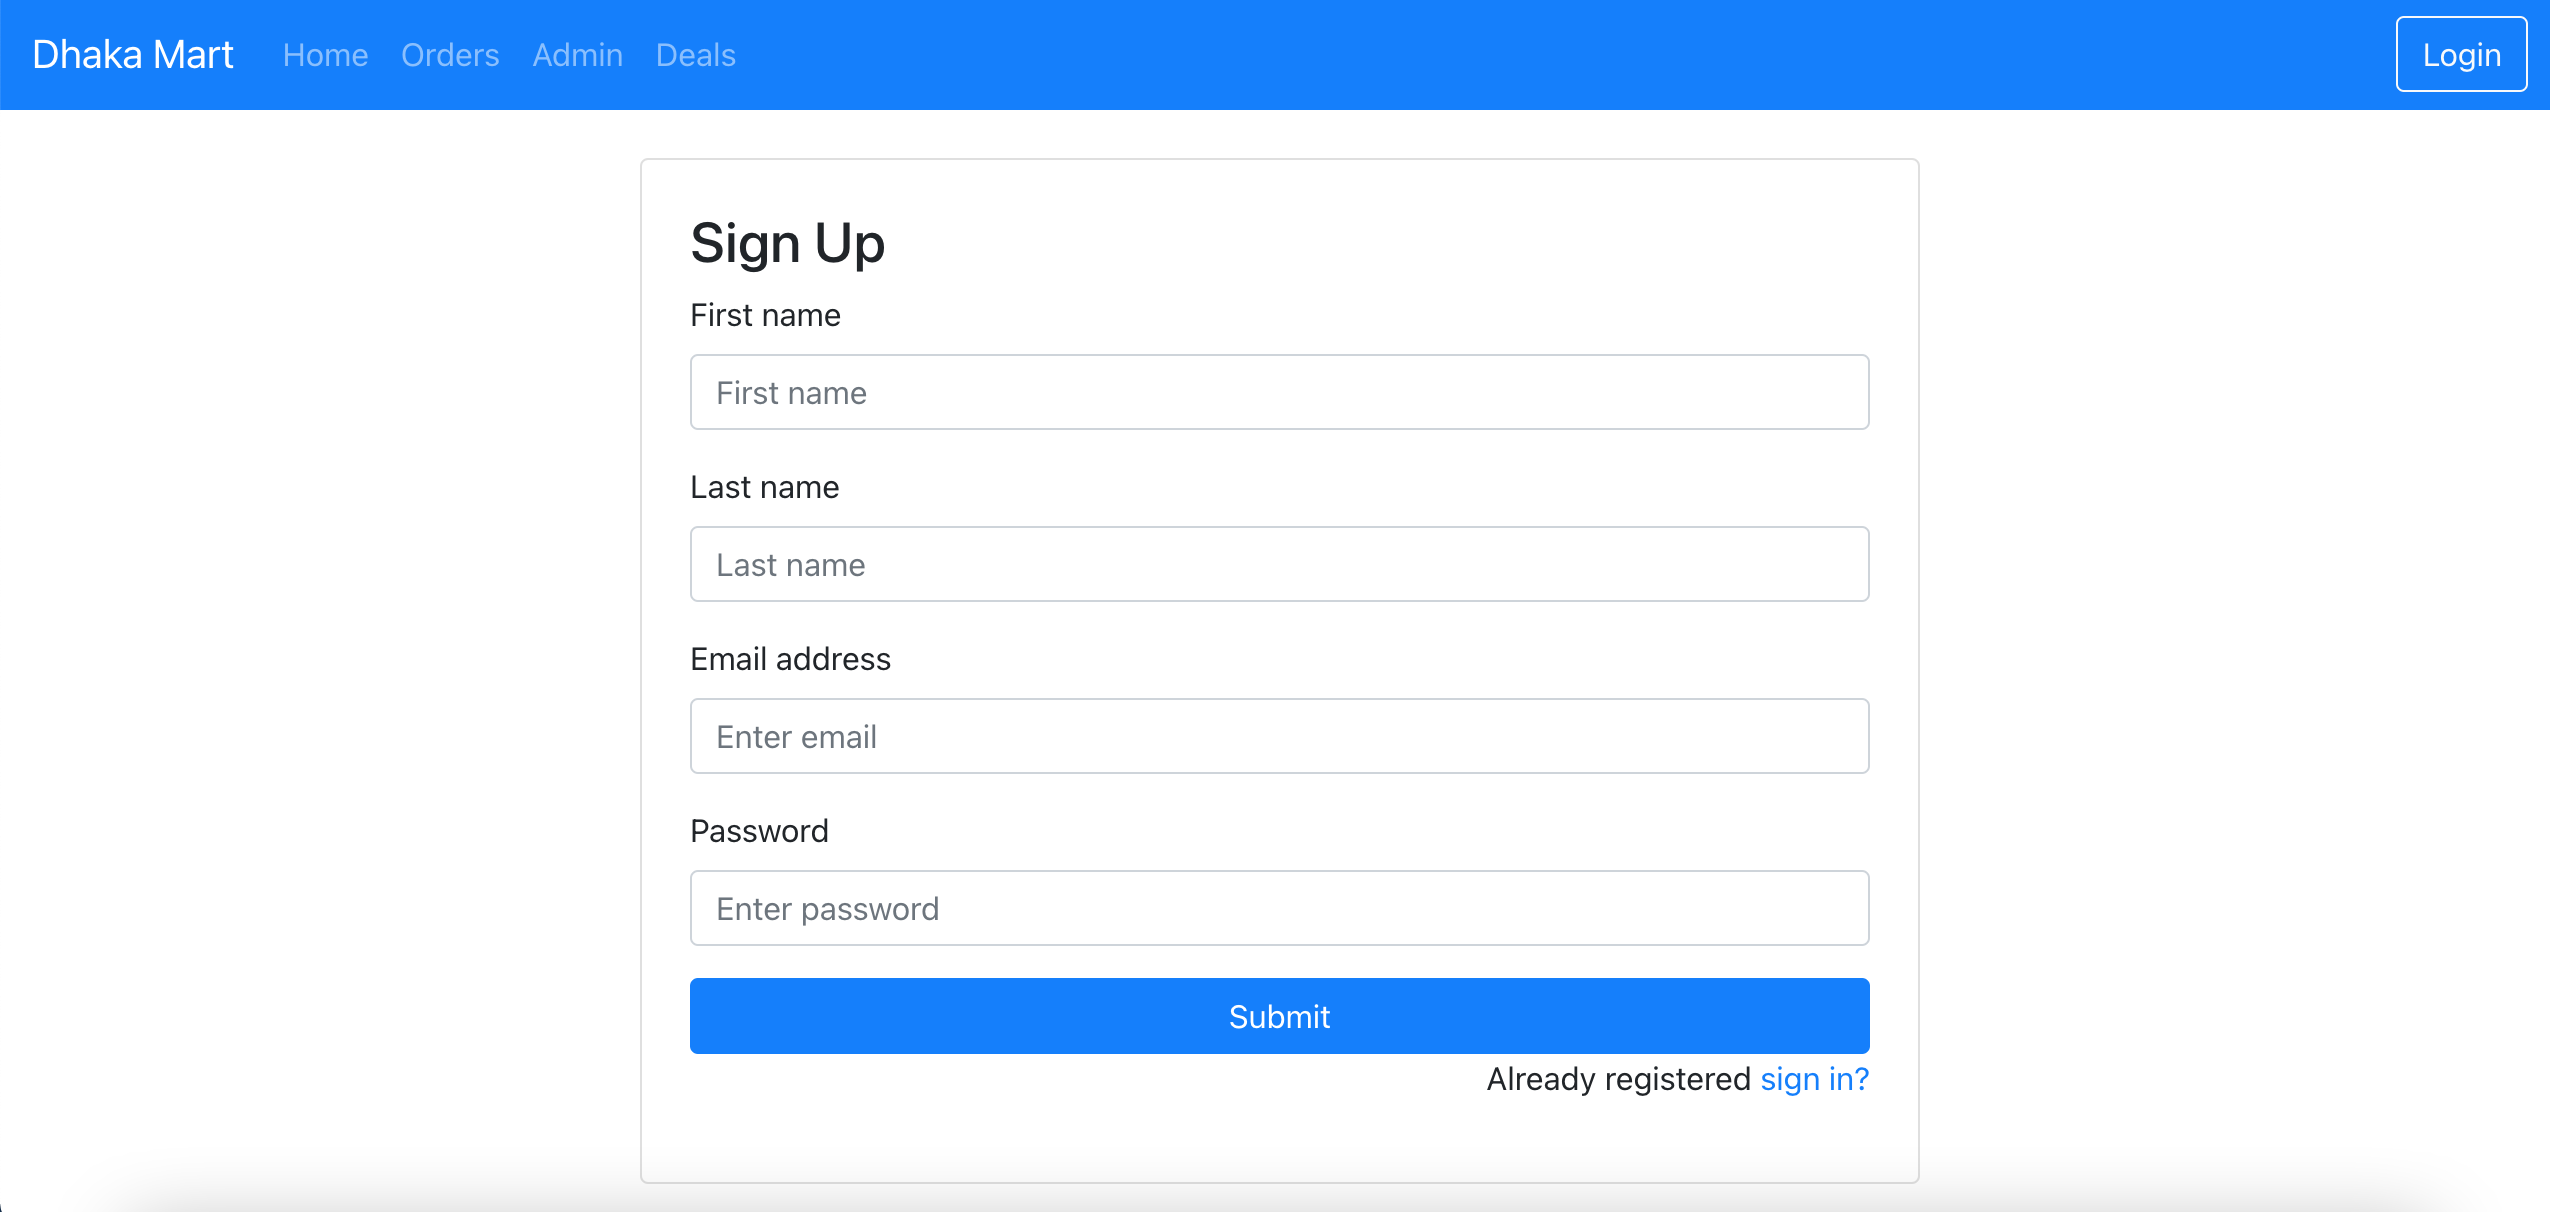 Dhaka Mart Home Orders Admin Deals Login
Sign Up
First name
First name
Last name
Last name
Email address
Enter email
Password
Enter password
Submit
Already registered sign in?